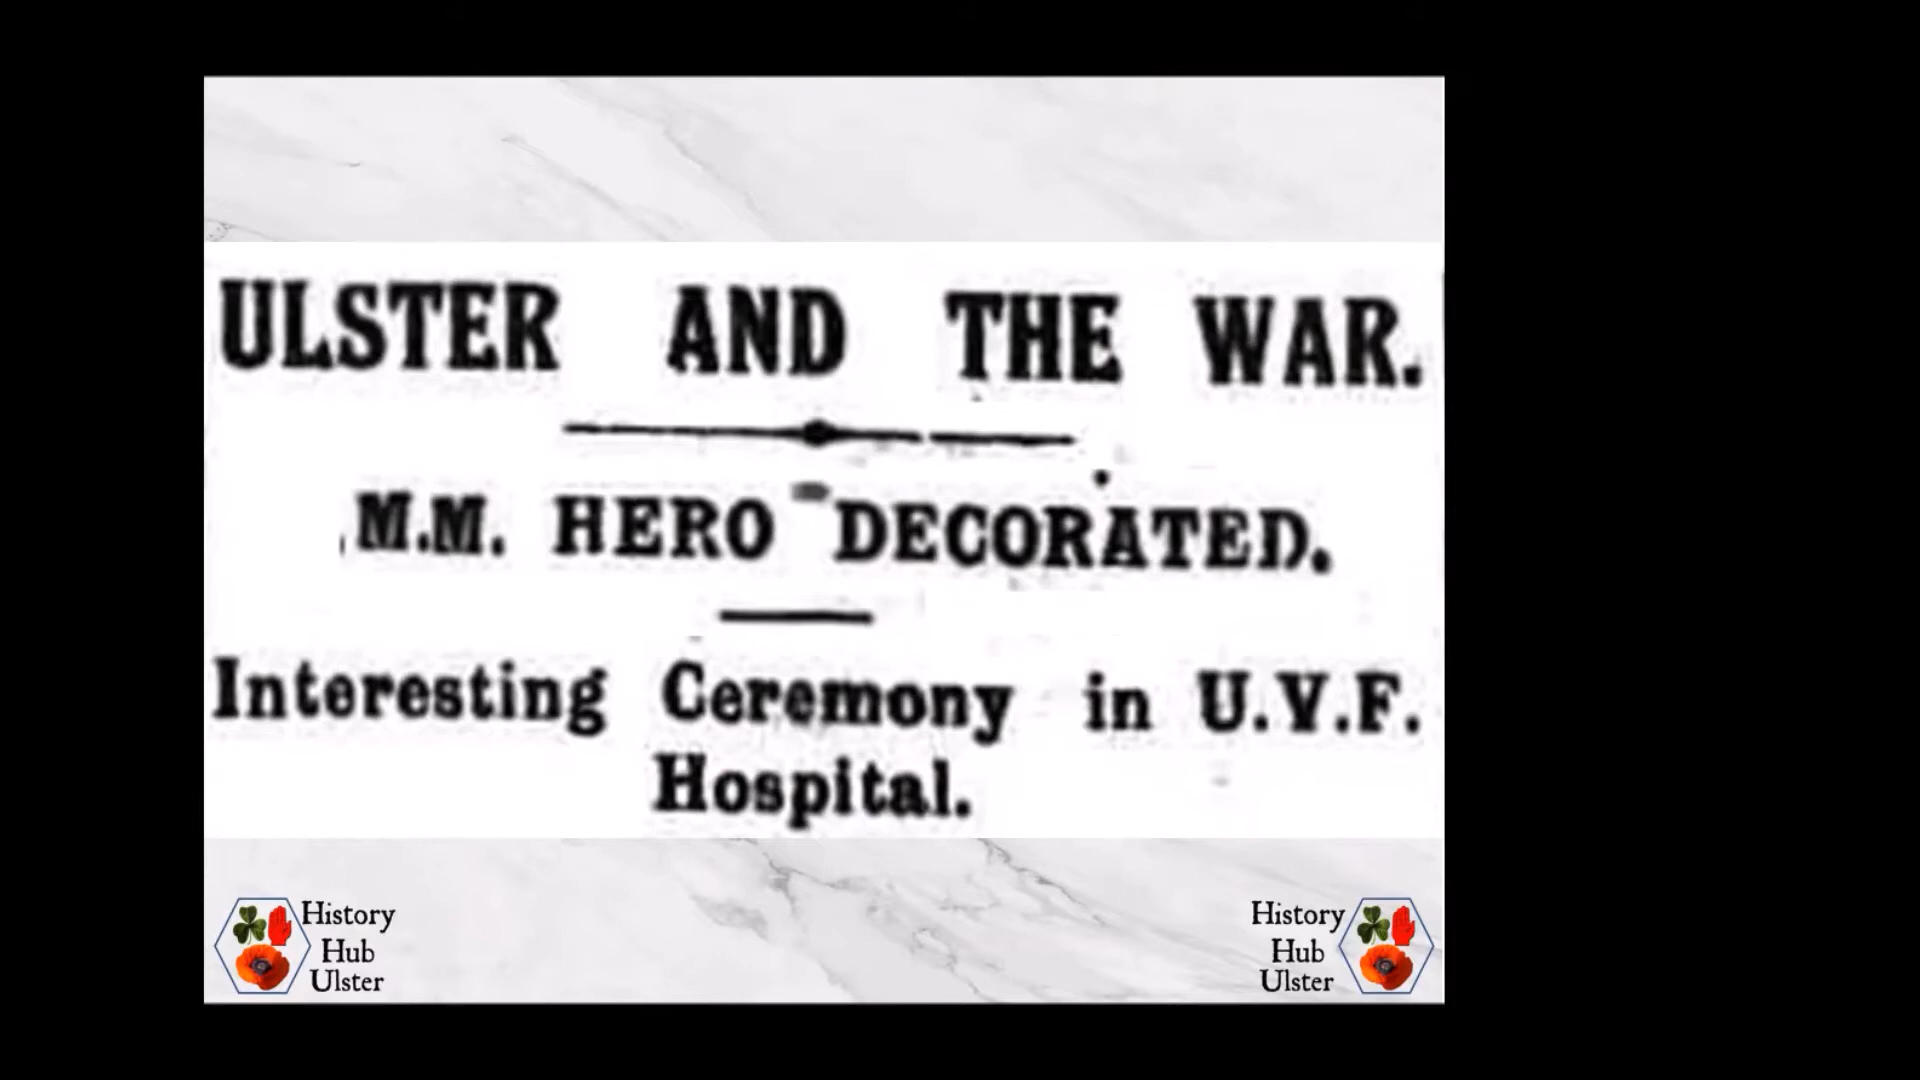 ULSTER AND THE WAR.
M.M. HERO DECORATED.
Interesting Ceremony in U.V.F.
Hospital.
History
Hub
Ulster
History
Hub
Ulster